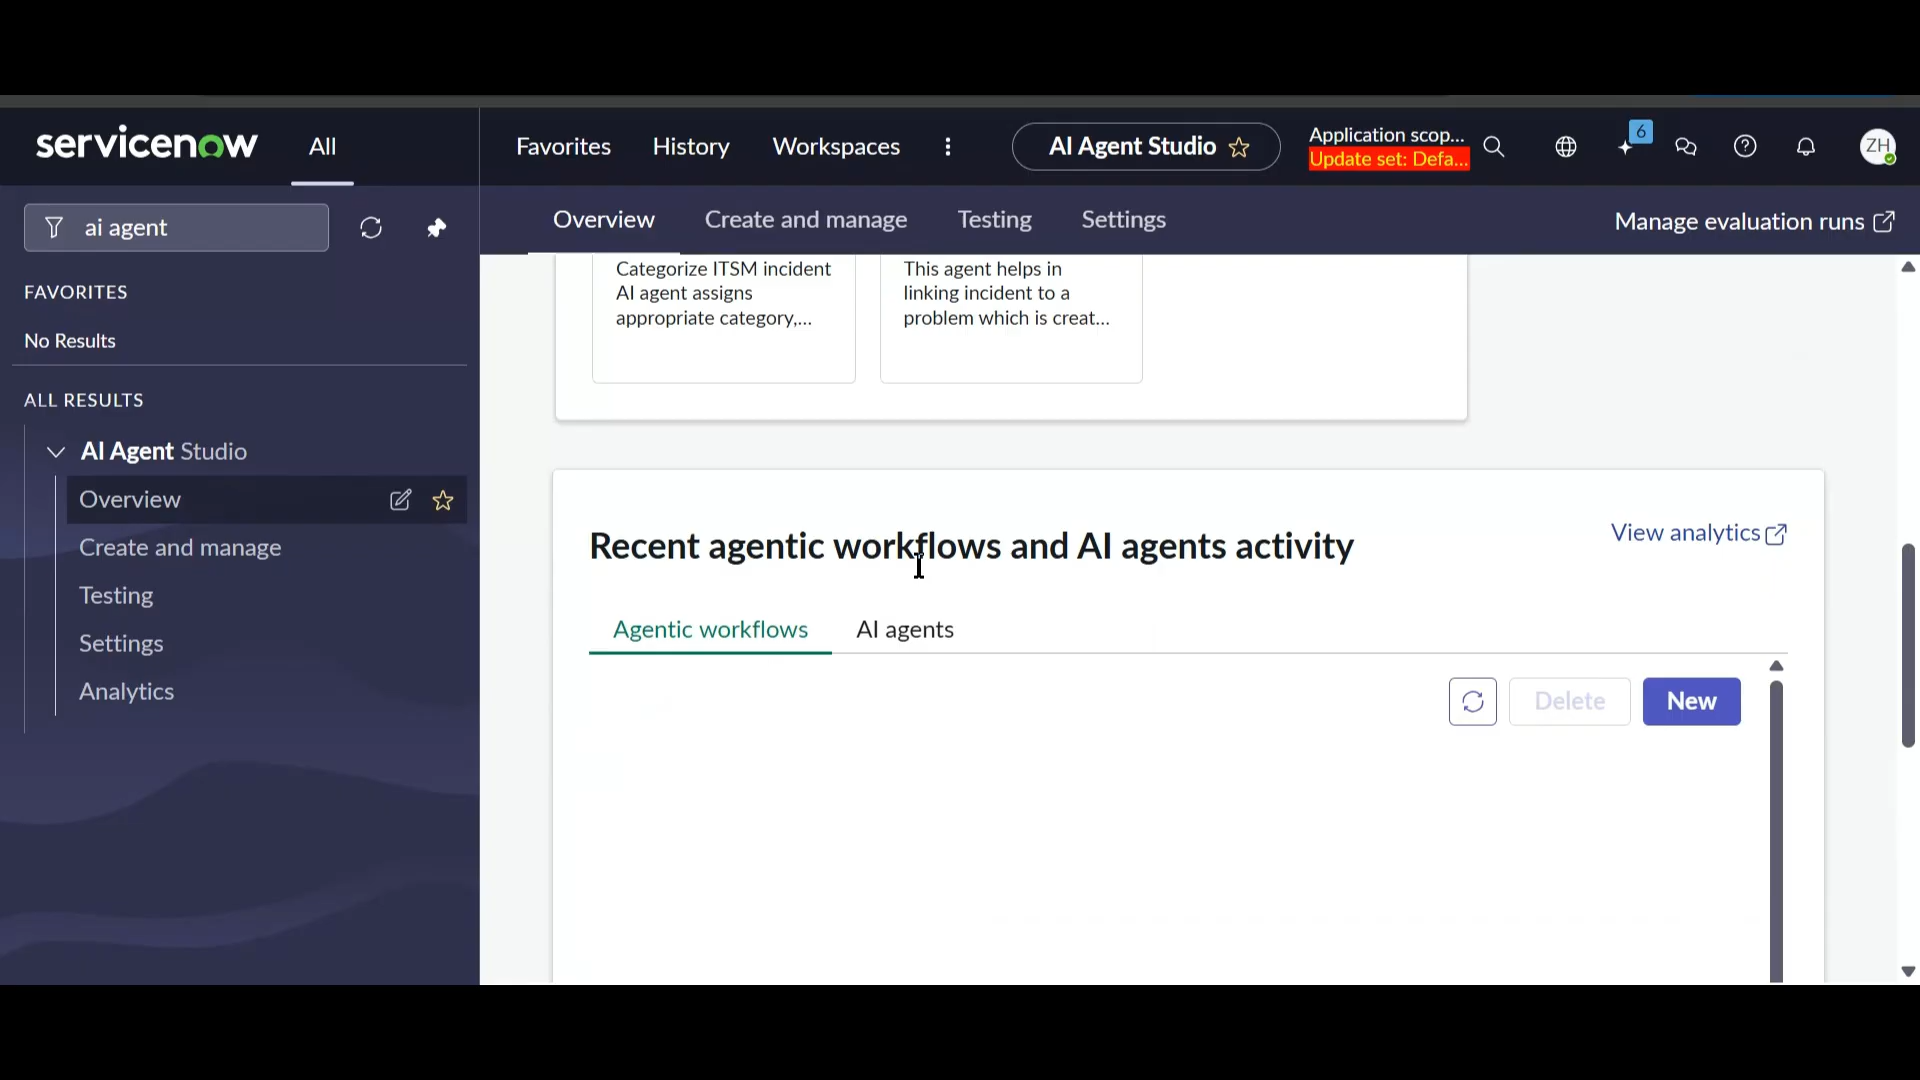 servicenow
All
Favorites
History
Workspaces
AI Agent Studio
Application scop...
Update set: Defa...
6
ZH
ai agent
Overview
Create and manage
Testing
Settings
Manage evaluation runs
FAVORITES
No Results
ALL RESULTS
AI Agent Studio
Overview
Create and manage
Testing
Settings
Analytics
Categorize ITSM incident
AI agent assigns
appropriate category,...
This agent helps in
linking incident to a
problem which is creat...
Recent agentic workflows and AI agents activity
View analytics
Agentic workflows
AI agents
Delete
New